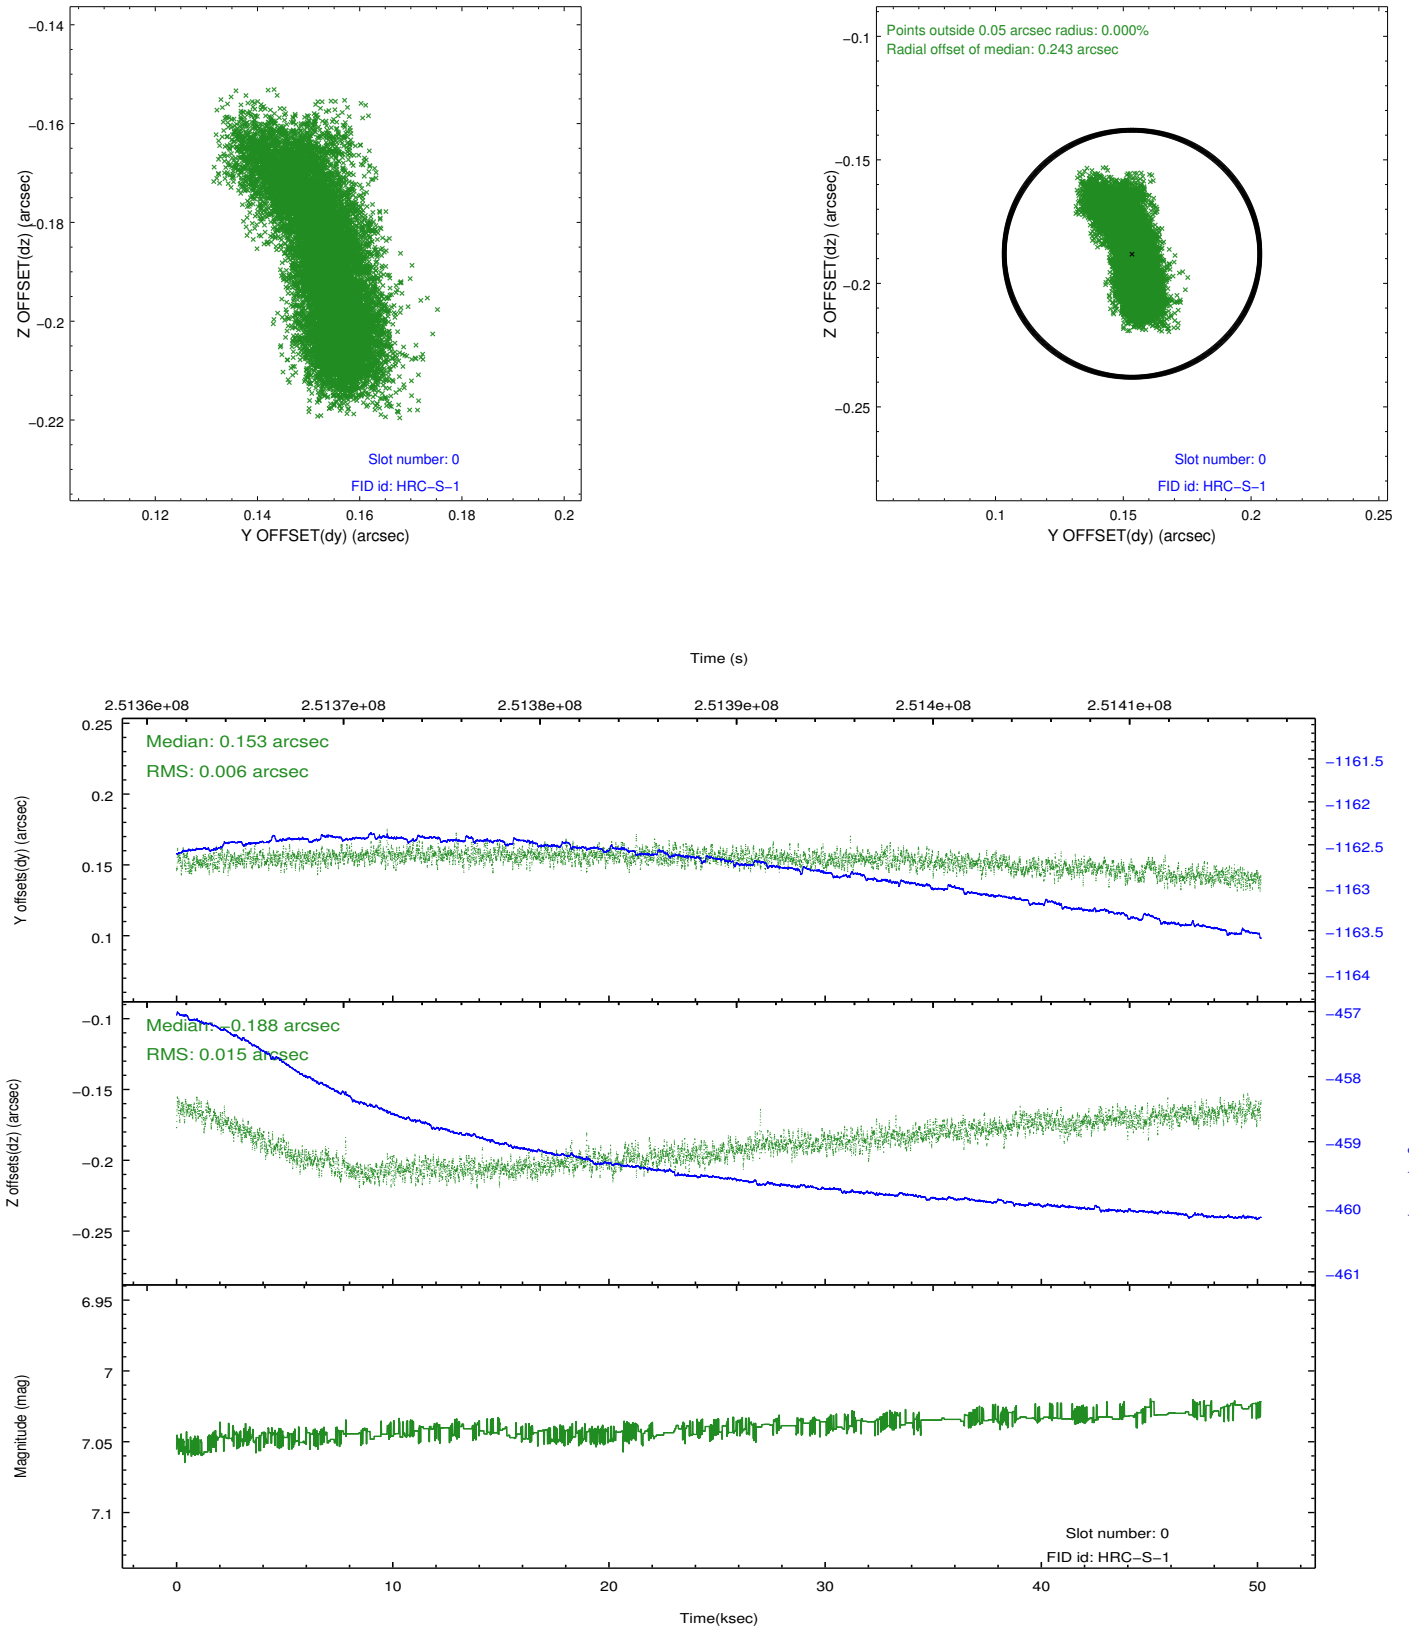 −0.14
−0.16
−0.18
−0.2
−0.22
Z OFFSET(dz) (arcsec)
0.12
0.14
0.16
0.18
0.2
Y OFFSET(dy) (arcsec)
Slot number: 0
FID id: HRC−S−1
Points outside 0.05 arcsec radius: 0.000%
Radial offset of median: 0.243 arcsec
−0.1
−0.15
−0.2
−0.25
Z OFFSET(dz) (arcsec)
0.1
0.15
0.2
0.25
Y OFFSET(dy) (arcsec)
Slot number: 0
FID id: HRC−S−1
Time (s)
2.5136e+08
2.5137e+08
2.5138e+08
2.5139e+08
2.514e+08
2.5141e+08
Median: 0.153 arcsec
RMS: 0.006 arcsec
0.25
0.2
0.15
0.1
Y offsets(dy) (arcsec)
−1161.5
−1162
−1162.5
−1163
−1163.5
−1164
Median: −0.188 arcsec
RMS: 0.015 arcsec
−0.1
−0.15
−0.2
−0.25
Z offsets(dz) (arcsec)
−457
−458
−459
−460
−461
6.95
7
7.05
7.1
Magnitude (mag)
Slot number: 0
FID id: HRC−S−1
0
10
20
30
40
50
Time(ksec)